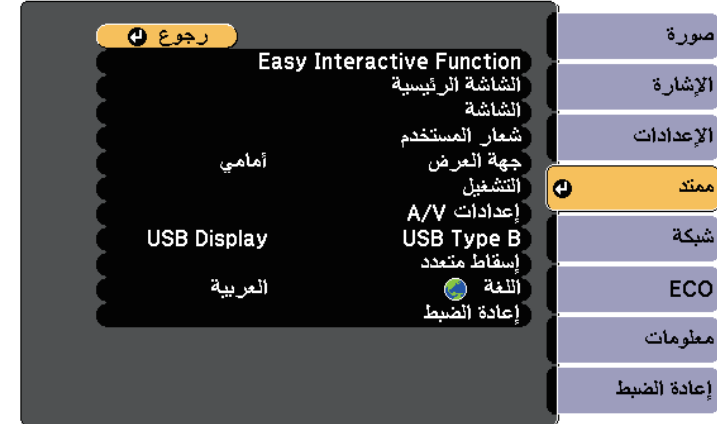 صورة
الإشارة
الإعدادات
ممتد
شبكة
ECO
معلومات
إعادة الضبط
رجوع
Easy Interactive Function
الشاشة الرئيسية
الشاشة
شعار المستخدم
جهة العرض أمامي
التشغيل
إعدادات A/V
USB Type B USB Display
إسقاط متعدد
اللغة العربية
إعادة الضبط